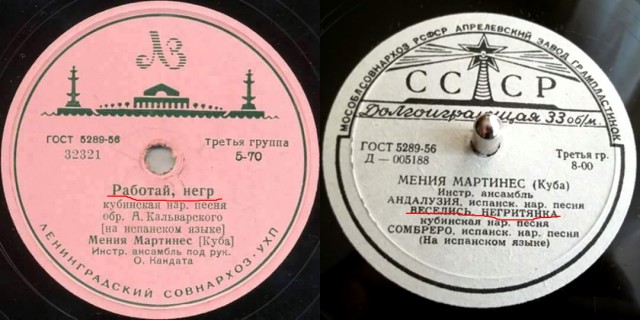 ЛЗ
ГОСТ 5289-56
32321
Третья группа
5-70
Работай, негр
кубинская нар. песня
обр. А. Кальварского
[на испанском языке]
Мения Мартинес [Куба]
Инстр. ансамбль под рук.
О. Кандата
ЛЕНИНГРАДСКИЙ СОВНАРХОЗ·УХП
МОСОБЛСОВНАРХОЗ РСФСР АПРЕЛЕВСКИЙ ЗАВОД ГРАМПЛАСТИНОК
СССР
Долгоиграющая 33 об/м.
ГОСТ 5289-56
Д — 005188
Третья гр.
8-00
МЕНИЯ МАРТИНЕС (Куба)
Инстр. ансамбль
АНДАЛУЗИЯ, испанск. нар. песня
ВЕСЕЛИСЬ, НЕГРИТЯНКА
кубинская нар. песня
СОМБРЕРО, испанск. нар. песня
(На испанском языке)